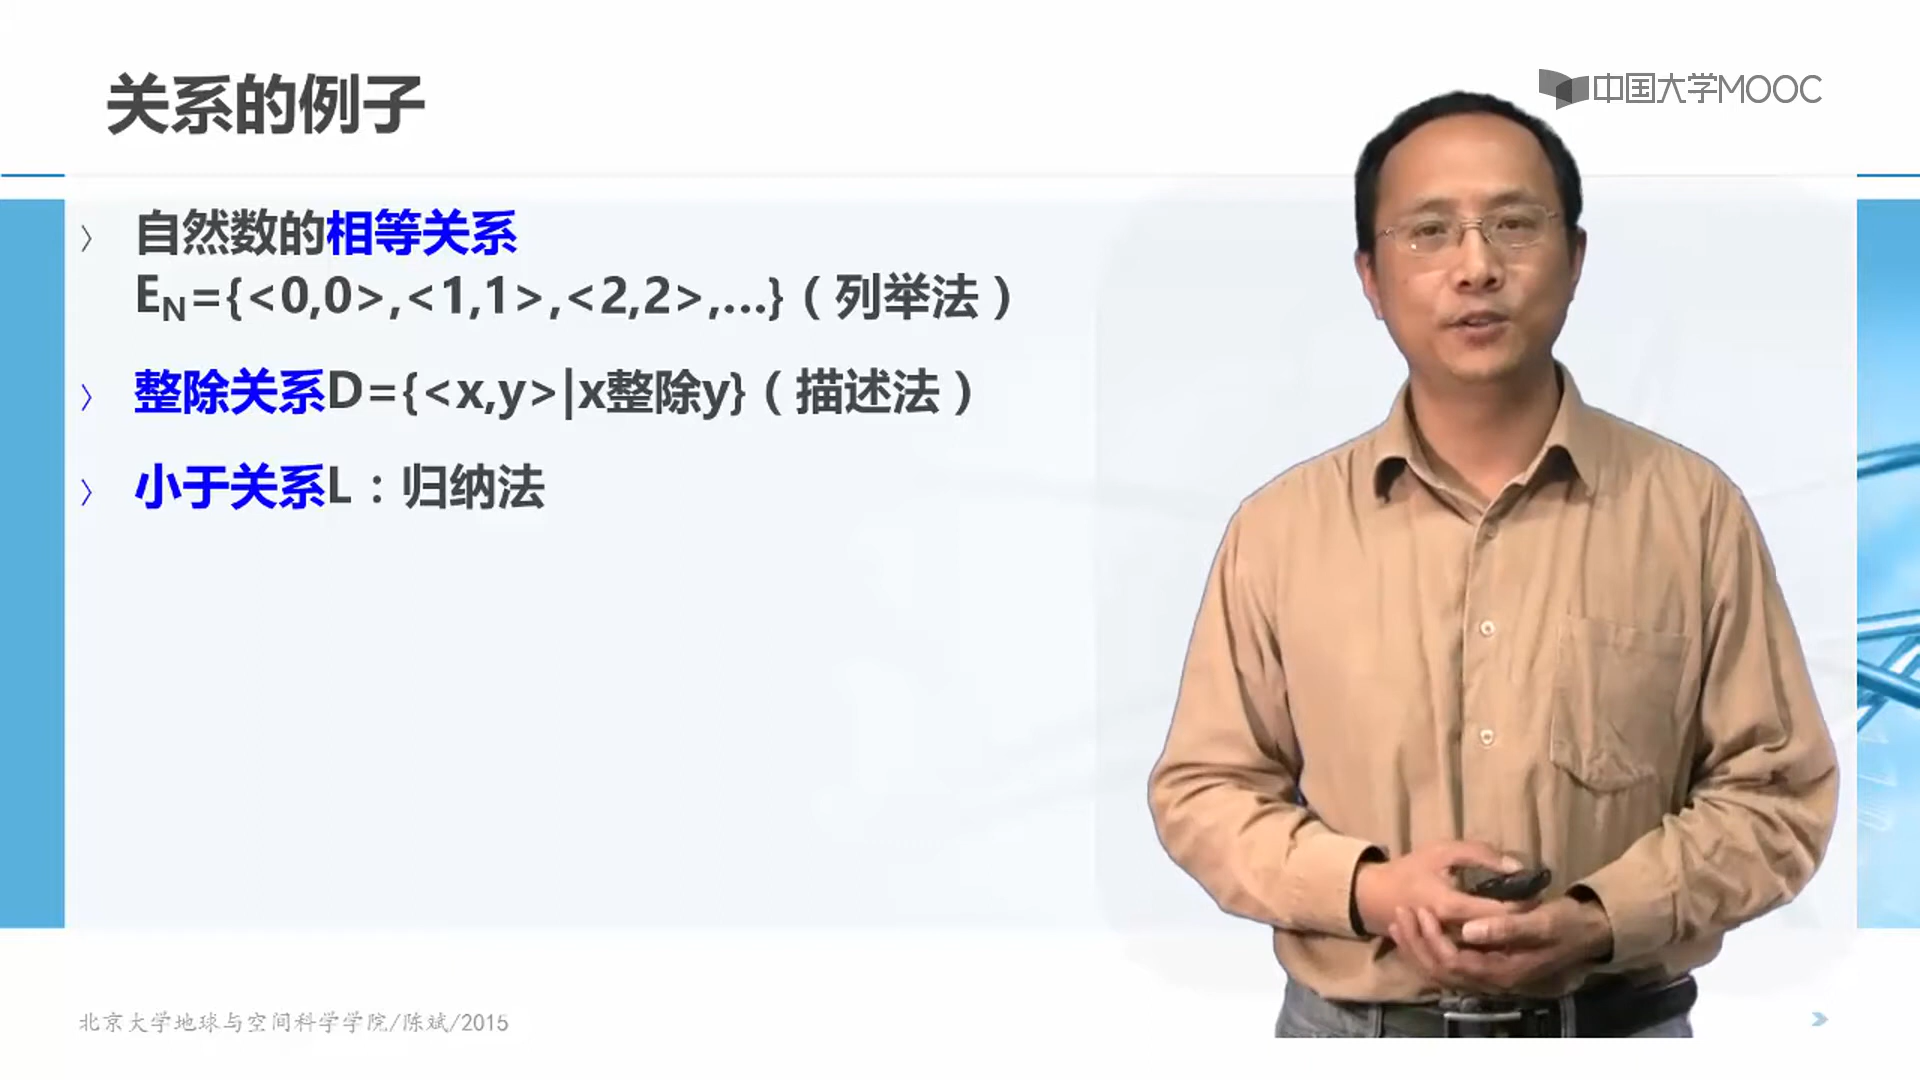 关系的例子
中国大学MOOC
自然数的相等关系
E_N={<0,0>,<1,1>,<2,2>,...}（列举法）
整除关系D={<x,y>|x整除y}（描述法）
小于关系L：归纳法
北京大学地球与空间科学学院/陈斌/2015